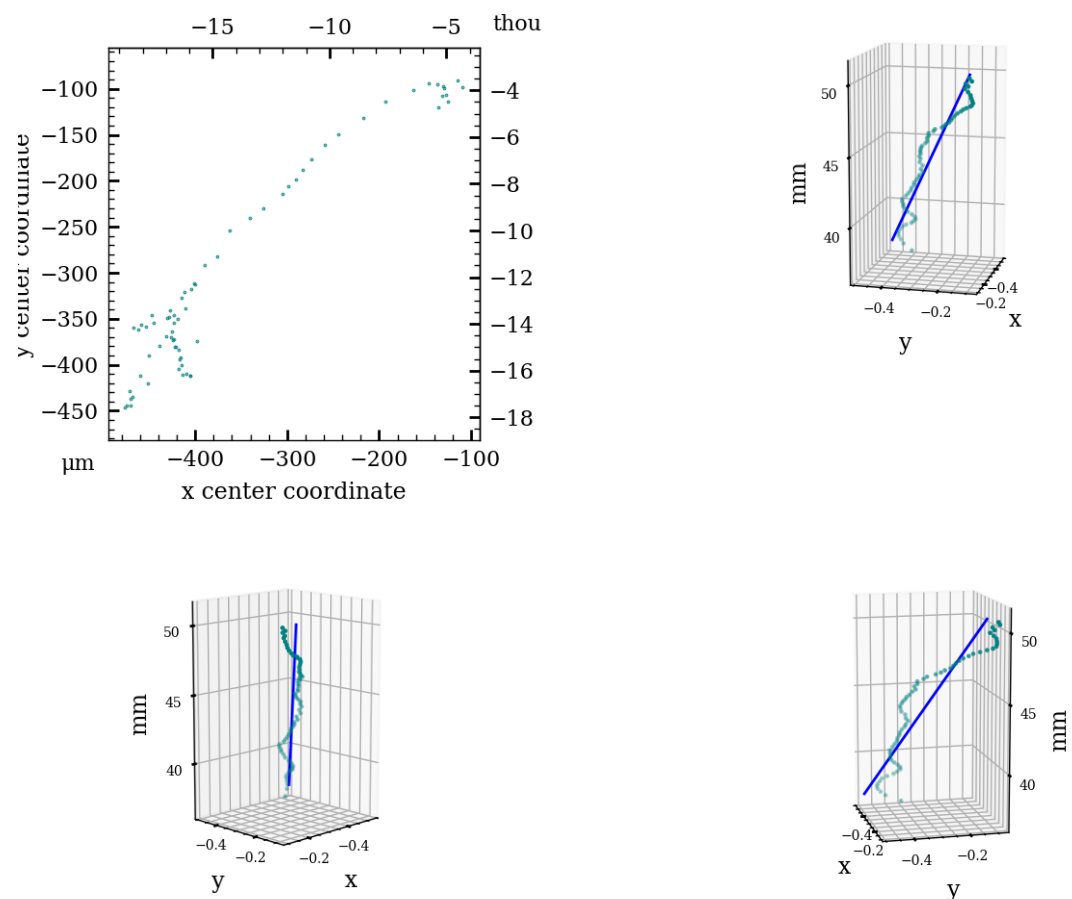 −15 −10 −5 thou
−100 −4
−150 −6
−200 −8
−250 −10
−300 −12
−350 −14
−400 −16
−450 −18
y center coordinate
μm −400 −300 −200 −100
x center coordinate
50
45
40
mm
−0.4 −0.2
−0.4
−0.2
x
y
50
45
40
mm
−0.4 −0.2 −0.2 −0.4
y x
50
45
40
mm
−0.4
−0.2 −0.4 −0.2
x y